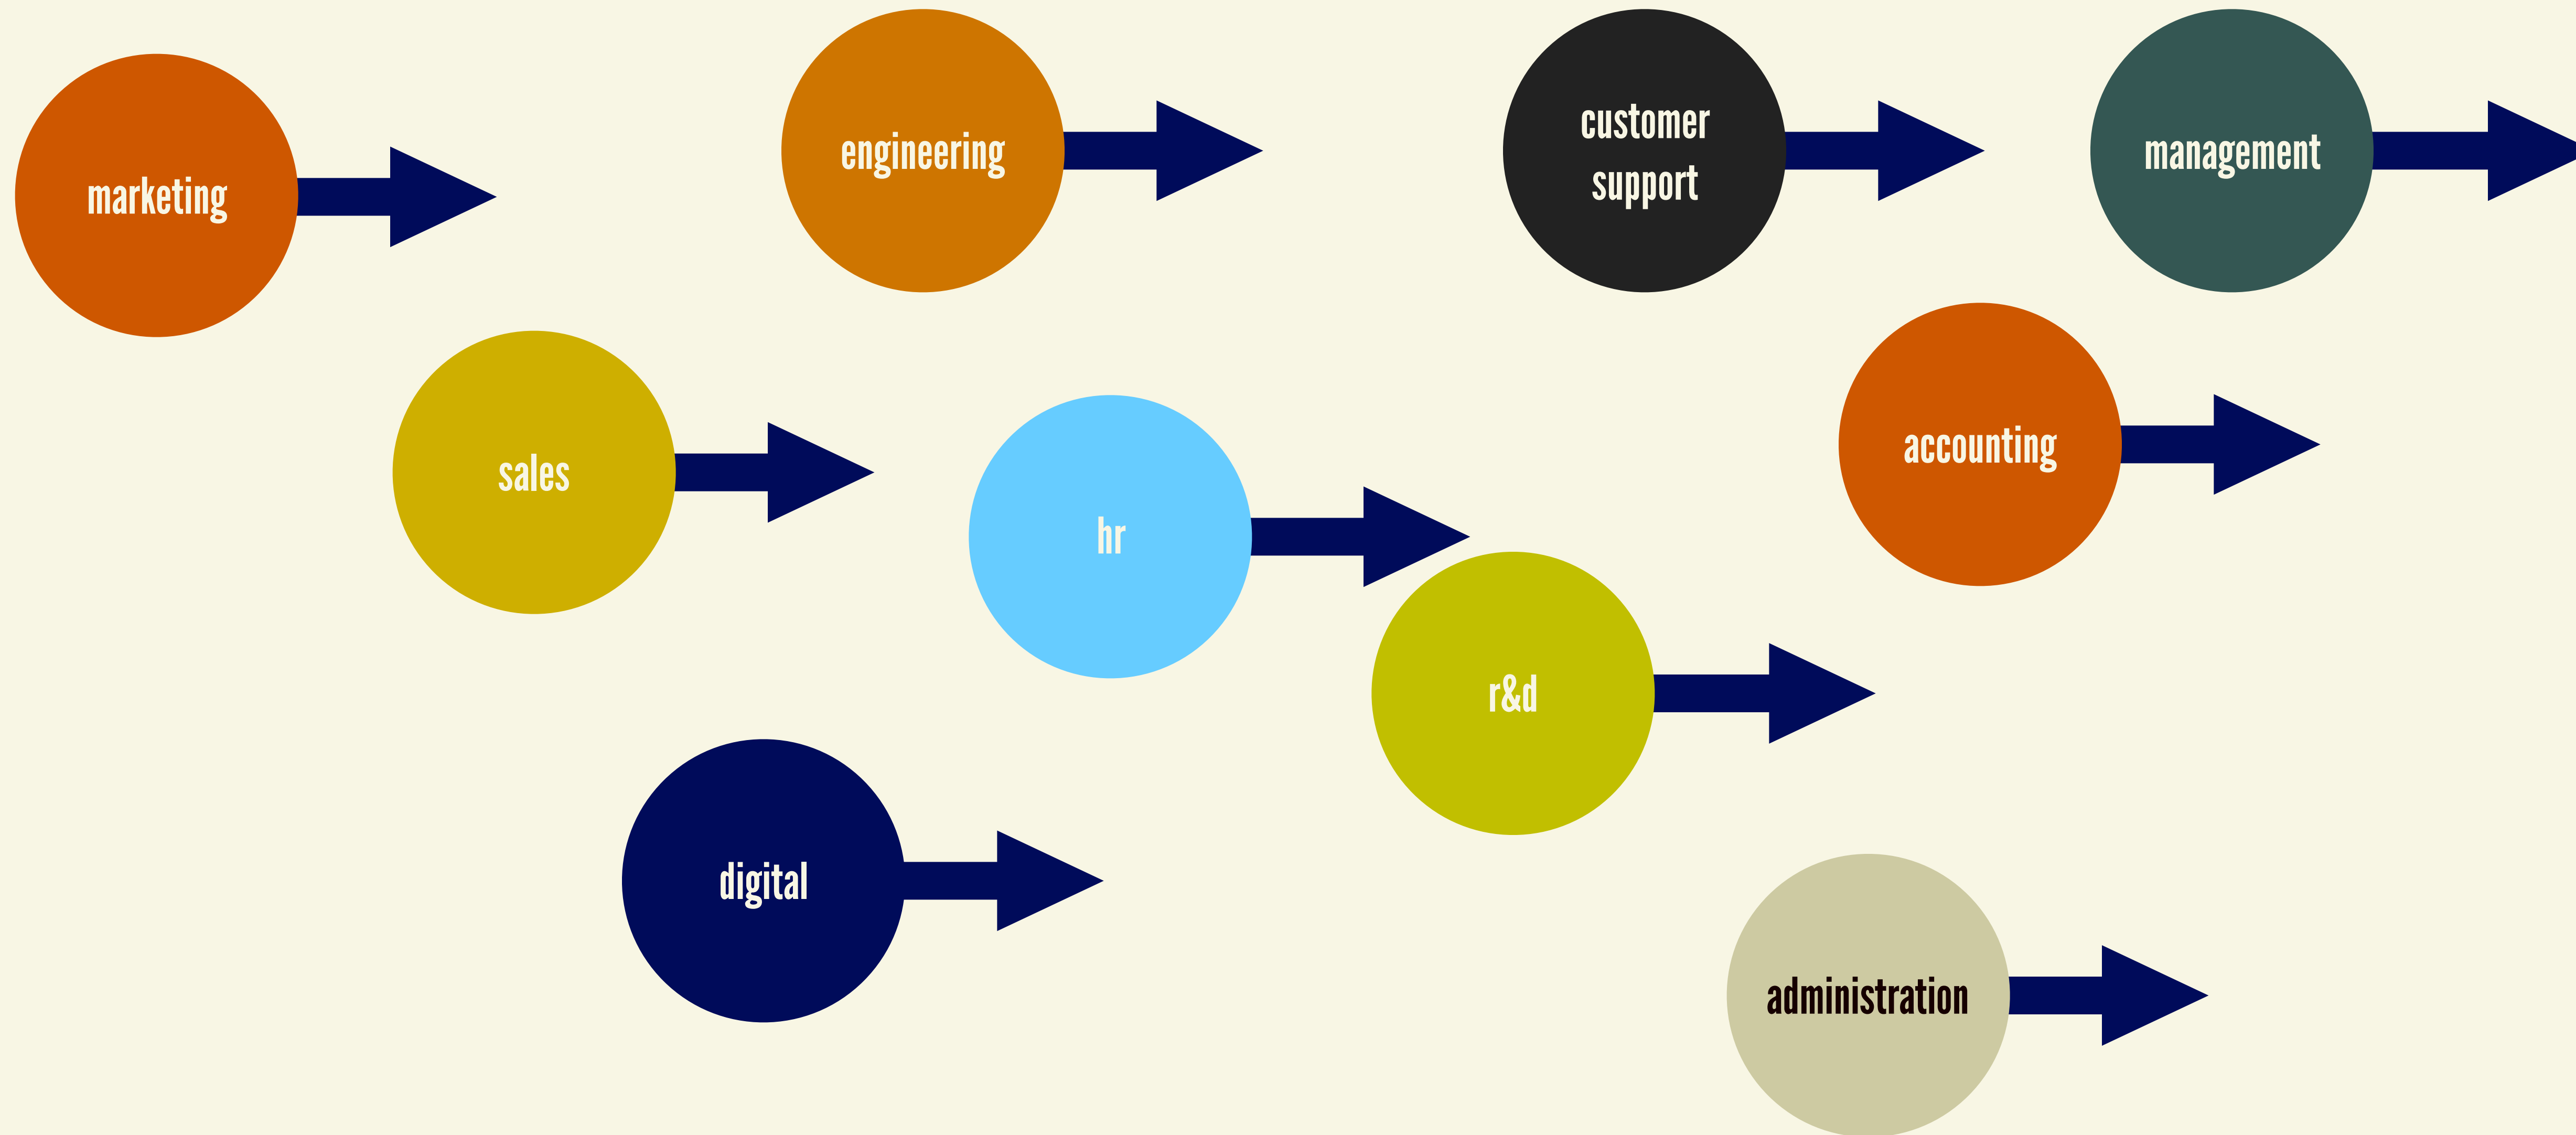 marketing
engineering
customer
support
management
sales
hr
accounting
r&d
digital
administration